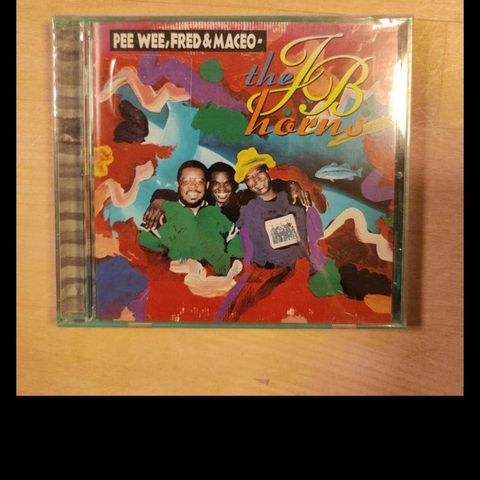 PEE WEE, FRED & MACEO -
the JB
horns